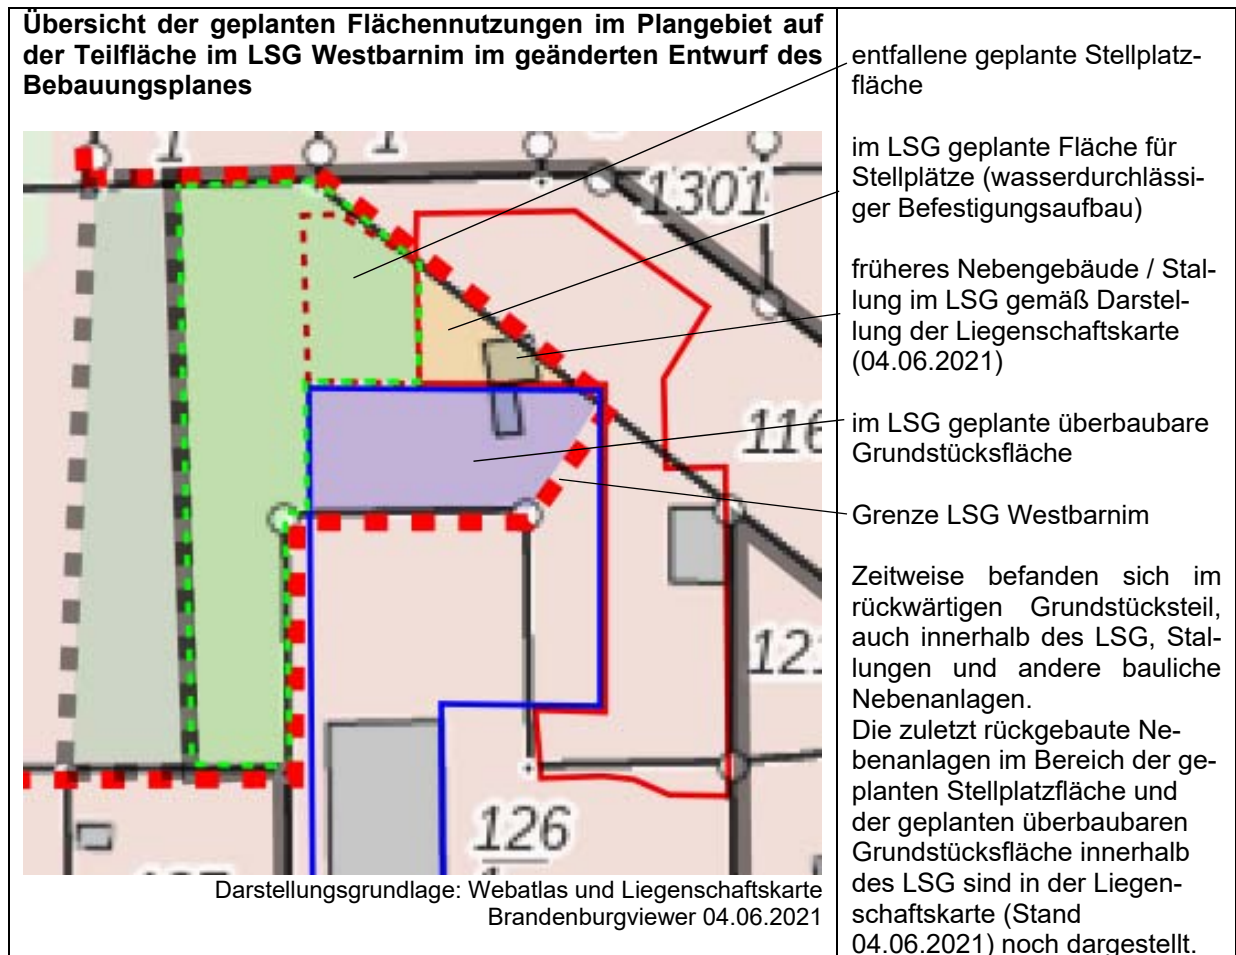 Übersicht der geplanten Flächennutzungen im Plangebiet auf
der Teilfläche im LSG Westbarnim im geänderten Entwurf des
Bebauungsplanes
1
1
1301
116
121
126
Darstellungsgrundlage: Webatlas und Liegenschaftskarte
Brandenburgviewer 04.06.2021
entfallene geplante Stellplatz-
fläche
im LSG geplante Fläche für
Stellplätze (wasserdurchlässi-
ger Befestigungsaufbau)
früheres Nebengebäude / Stal-
lung im LSG gemäß Darstel-
lung der Liegenschaftskarte
(04.06.2021)
im LSG geplante überbaubare
Grundstücksfläche
Grenze LSG Westbarnim
Zeitweise befanden sich im
rückwärtigen Grundstücksteil,
auch innerhalb des LSG, Stal-
lungen und andere bauliche
Nebenanlagen.
Die zuletzt rückgebaute Ne-
benanlagen im Bereich der ge-
planten Stellplatzfläche und
der geplanten überbaubaren
Grundstücksfläche innerhalb
des LSG sind in der Liegen-
schaftskarte (Stand
04.06.2021) noch dargestellt.